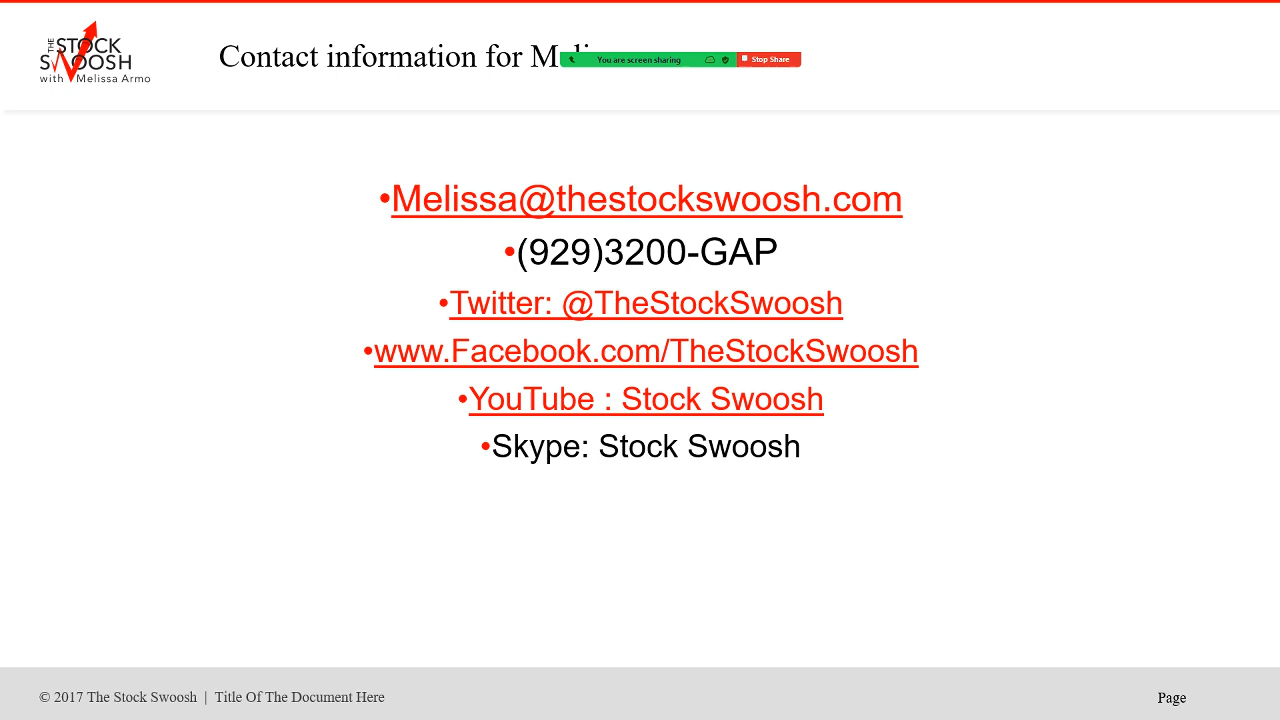 THE STOCK
SWOOSH
with Melissa Armo
Contact information for
You are screen sharing
Stop Share
•Melissa@thestockswoosh.com
•(929)3200-GAP
•Twitter: @TheStockSwoosh
•www.Facebook.com/TheStockSwoosh
•YouTube : Stock Swoosh
•Skype: Stock Swoosh
© 2017 The Stock Swoosh | Title Of The Document Here
Page